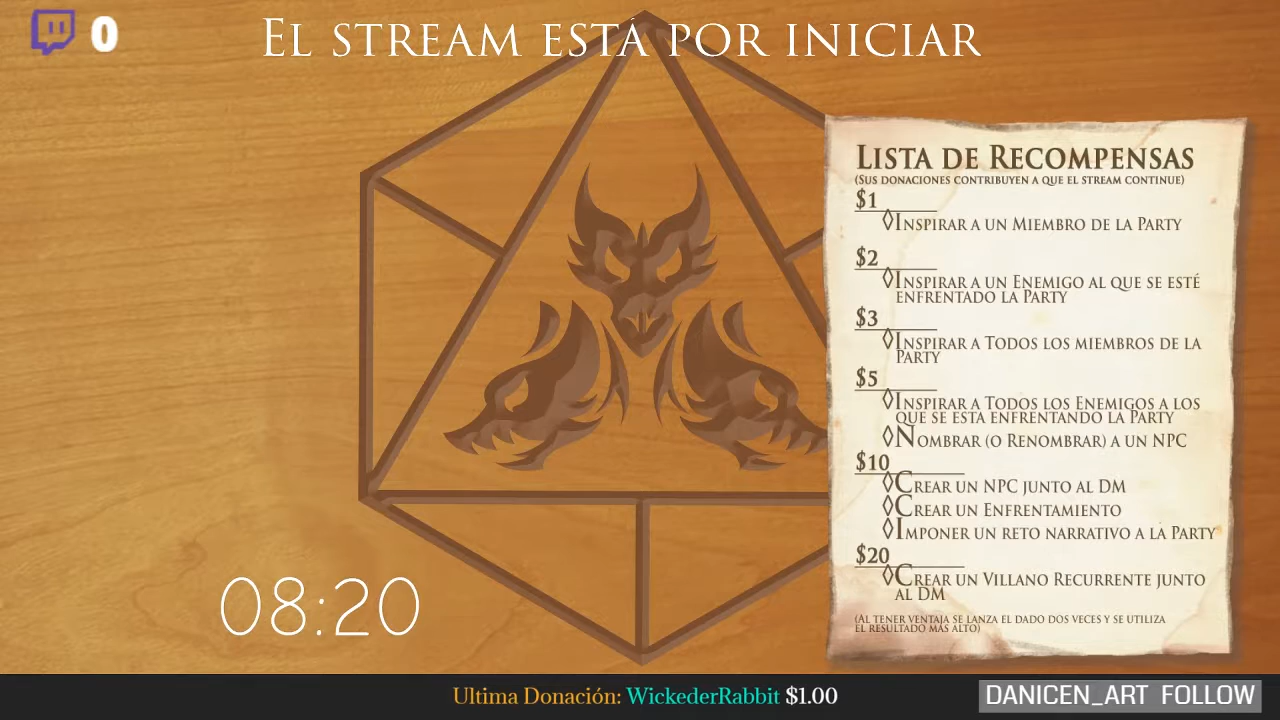 0
El stream está por iniciar
Lista de Recompensas
(Sus donaciones contribuyen a que el stream continue)
$1
◊Inspirar a un Miembro de la Party
$2
◊Inspirar a un Enemigo al que se esté
enfrentado la Party
$3
◊Inspirar a Todos los miembros de la
Party
$5
◊Inspirar a Todos los Enemigos a los
que se esta enfrentando la Party
◊Nombrar (o Renombrar) a un NPC
$10
◊Crear un NPC junto al DM
◊Crear un Enfrentamiento
◊Imponer un reto narrativo a la Party
$20
◊Crear un Villano Recurrente junto
al DM
(Al tener ventaja se lanza el dado dos veces y se utiliza
el resultado más alto)
08:20
Ultima Donación: WickederRabbit $1.00
DANICEN_ART FOLLOW